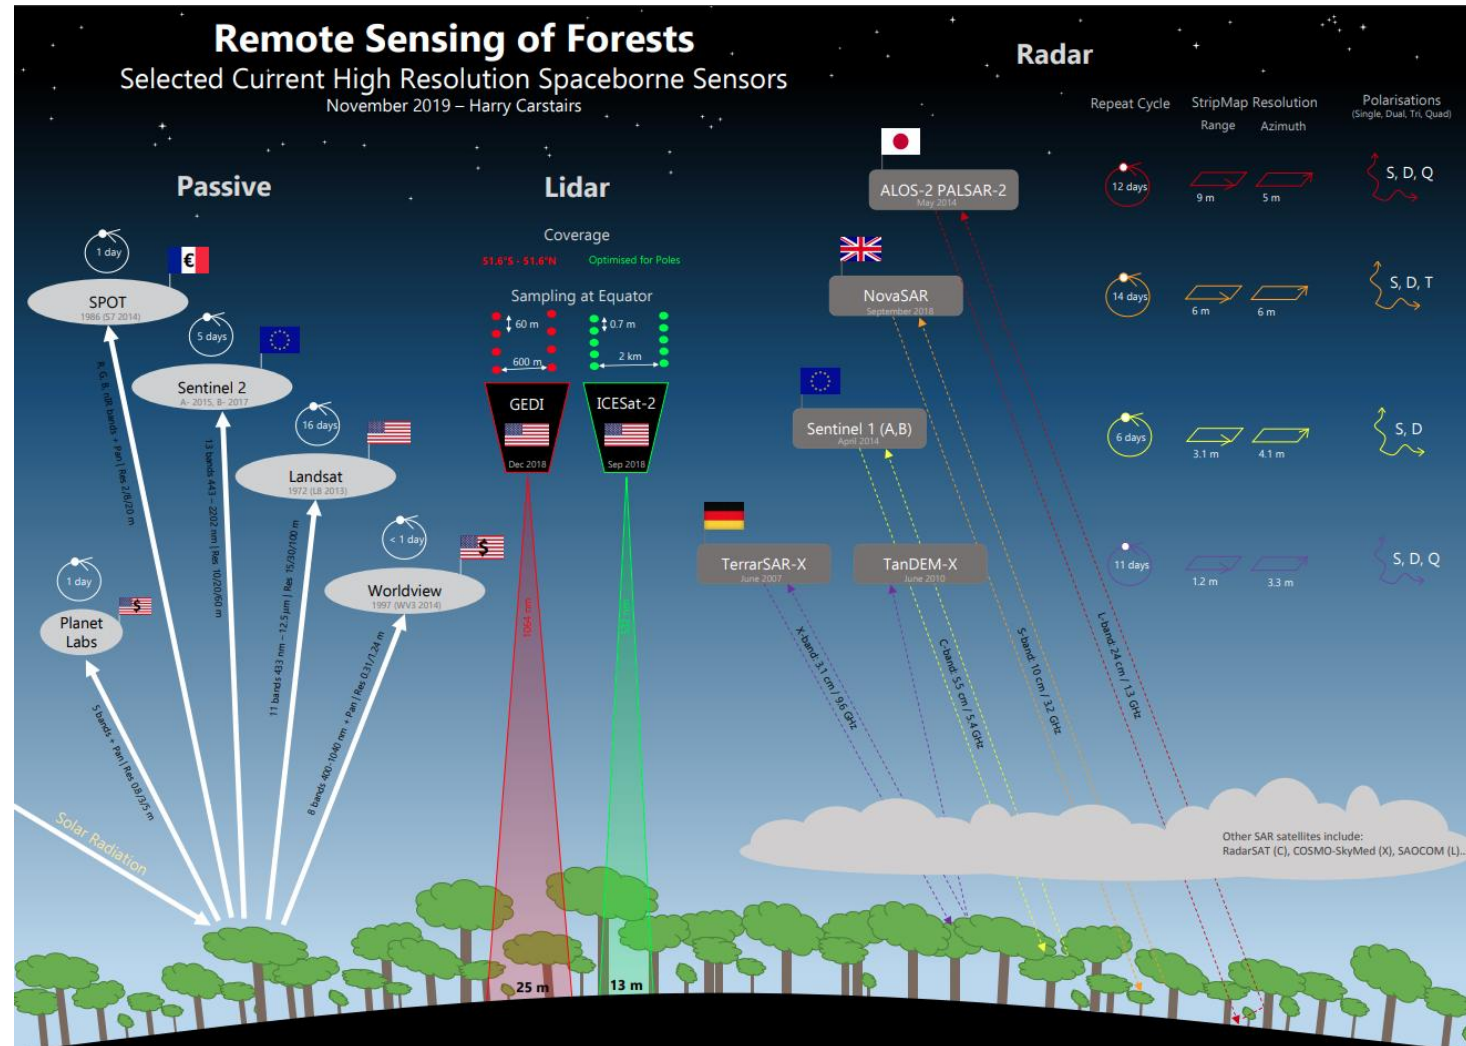 Remote Sensing of Forests
Selected Current High Resolution Spaceborne Sensors
November 2019 – Harry Carstairs
Passive
1 day
€
SPOT
1986 (S7 2014)
R, G, B, nIR bands + Pan | Res 2/8/20 m
5 days
Sentinel 2
A- 2015, B- 2017
13 bands 443 – 2202 nm | Res 10/20/60 m
16 days
Landsat
1972 (L8 2013)
11 bands 433 nm – 12.5 µm | Res 15/30/100 m
< 1 day
$
Worldview
1997 (WV3 2014)
8 bands 400-1040 nm + Pan | Res 0.31/1.24 m
1 day
$
Planet
Labs
5 bands + Pan | Res 0.8/3/5 m
Solar Radiation
Lidar
Coverage
51.6°S - 51.6°N
Optimised for Poles
Sampling at Equator
60 m
600 m
0.7 m
2 km
GEDI
Dec 2018
1064 nm
25 m
ICESat-2
Sep 2018
13 m
Radar
Repeat Cycle
StripMap Resolution
Range Azimuth
Polarisations
(Single, Dual, Tri, Quad)
ALOS-2 PALSAR-2
May 2014
12 days
9 m
5 m
S, D, Q
L-band: 24 cm / 1.3 GHz
NovaSAR
September 2018
14 days
6 m
6 m
S, D, T
S-band: 10 cm / 3.2 GHz
Sentinel 1 (A,B)
April 2014
6 days
3.1 m
4.1 m
S, D
C-band: 5.5 cm / 5.4 GHz
TerrarSAR-X
June 2007
TanDEM-X
June 2010
11 days
1.2 m
3.3 m
S, D, Q
X-band: 3.1 cm / 9.6 GHz
Other SAR satellites include:
RadarSAT (C), COSMO-SkyMed (X), SAOCOM (L)...